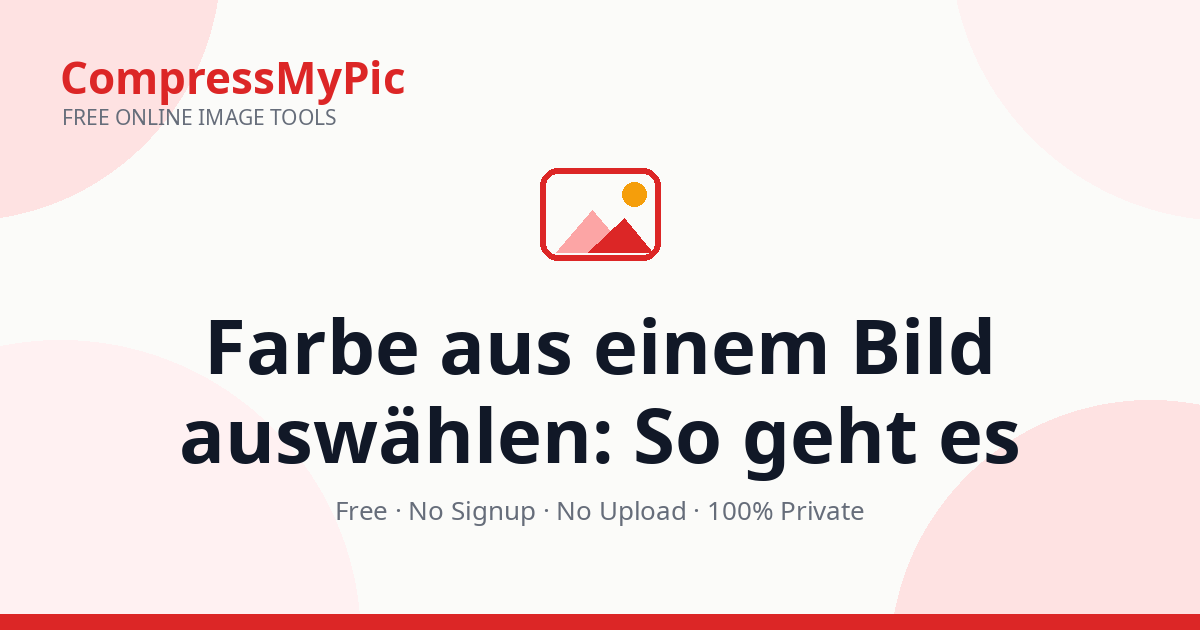 CompressMyPic
FREE ONLINE IMAGE TOOLS
Farbe aus einem Bild
auswählen: So geht es
Free · No Signup · No Upload · 100% Private